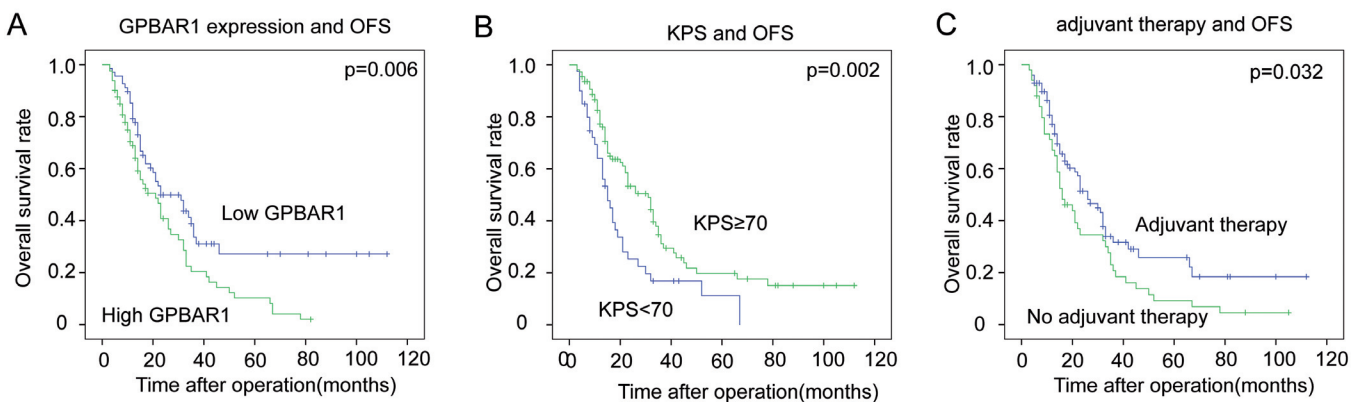 A
GPBAR1 expression and OFS
p=0.006
Overall survival rate
1.0
0.8
0.6
0.4
0.2
0
Low GPBAR1
High GPBAR1
0 20 40 60 80 100 120
Time after operation(months)
B
KPS and OFS
p=0.002
Overall survival rate
1.0
0.8
0.6
0.4
0.2
0
KPS≥70
KPS<70
00 20 40 60 80 100 120
Time after operation(months)
C
adjuvant therapy and OFS
p=0.032
Overall survival rate
1.0
0.8
0.6
0.4
0.2
0
Adjuvant therapy
No adjuvant therapy
0 20 40 60 80 100 120
Time after operation(months)